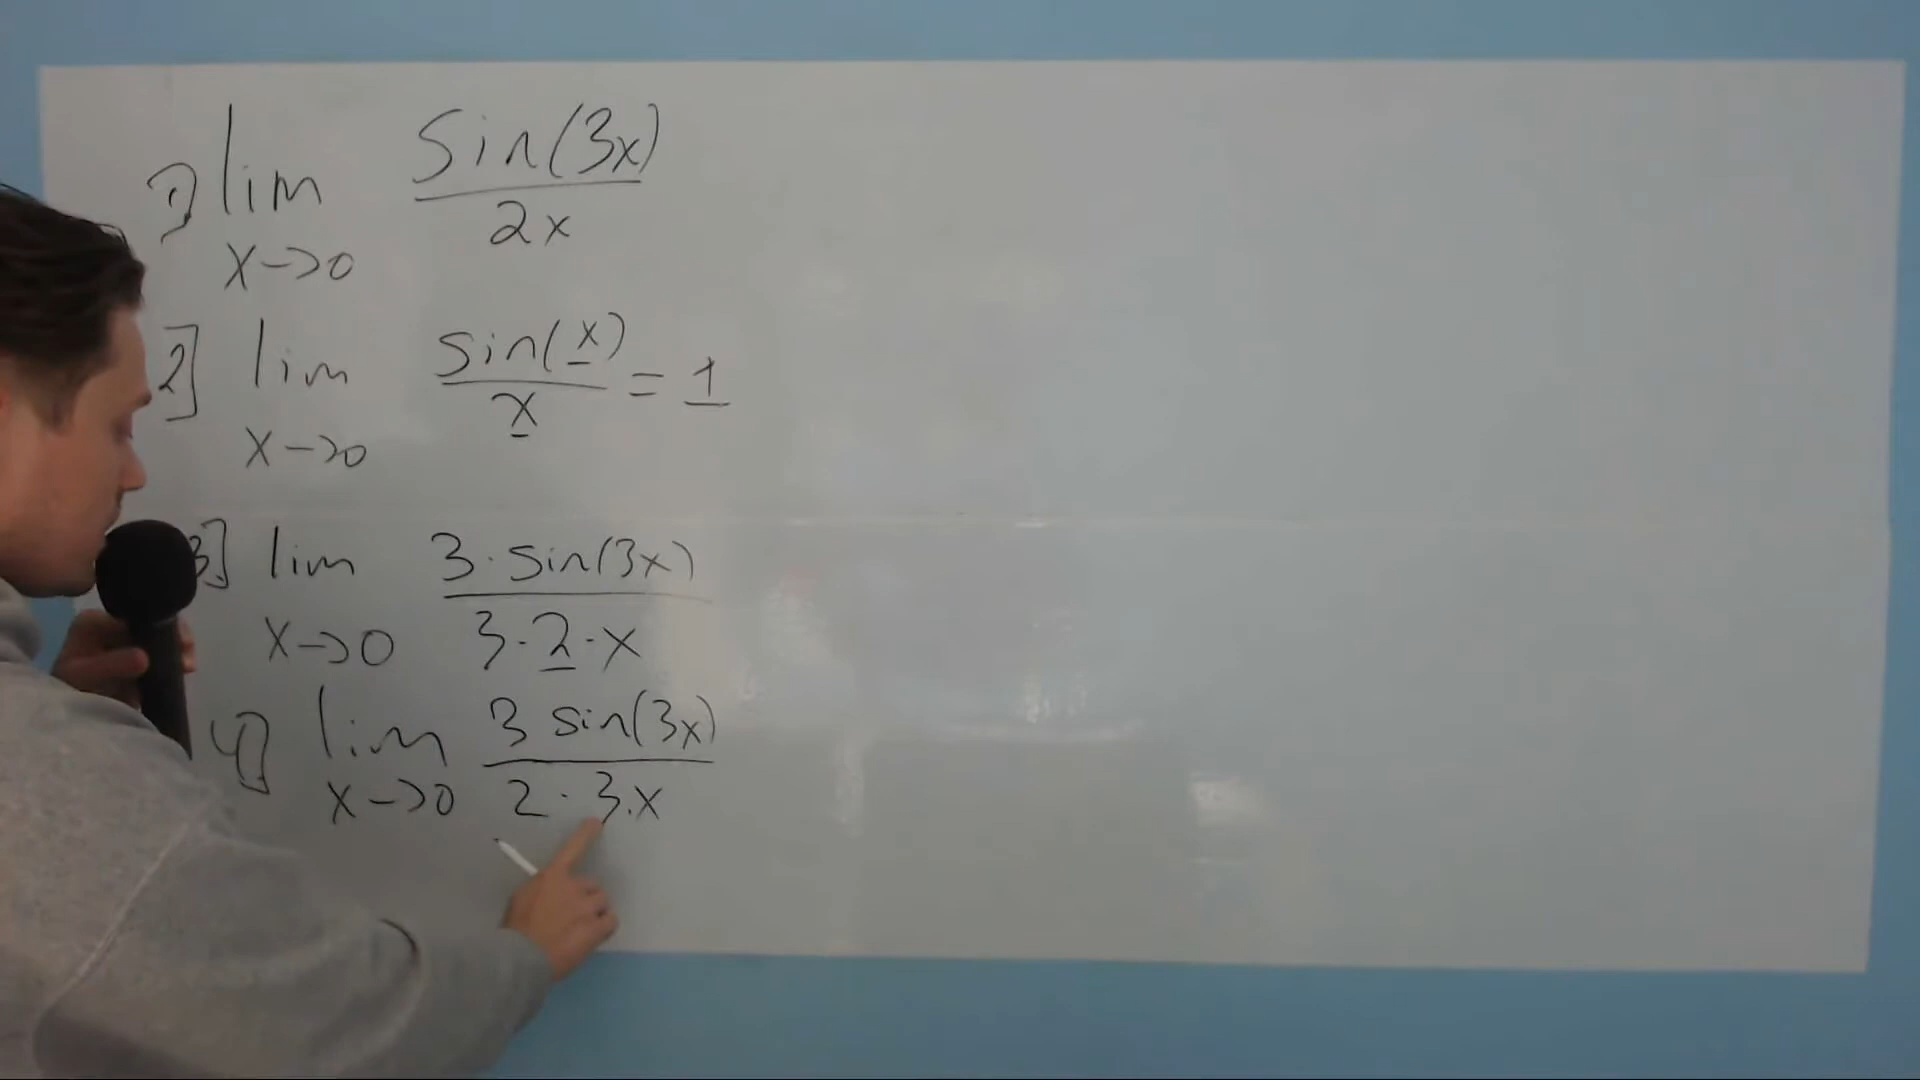 1) lim sin(3x)
x->0 2x
2] lim sin(x) = 1
x->0 x
3.] lim 3·sin(3x)
x->0 3·2·x
4] lim 3 sin(3x)
x->0 2·3.x